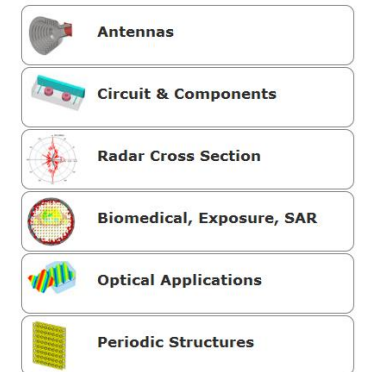 Antennas
Circuit & Components
Radar Cross Section
Biomedical, Exposure, SAR
Optical Applications
Periodic Structures